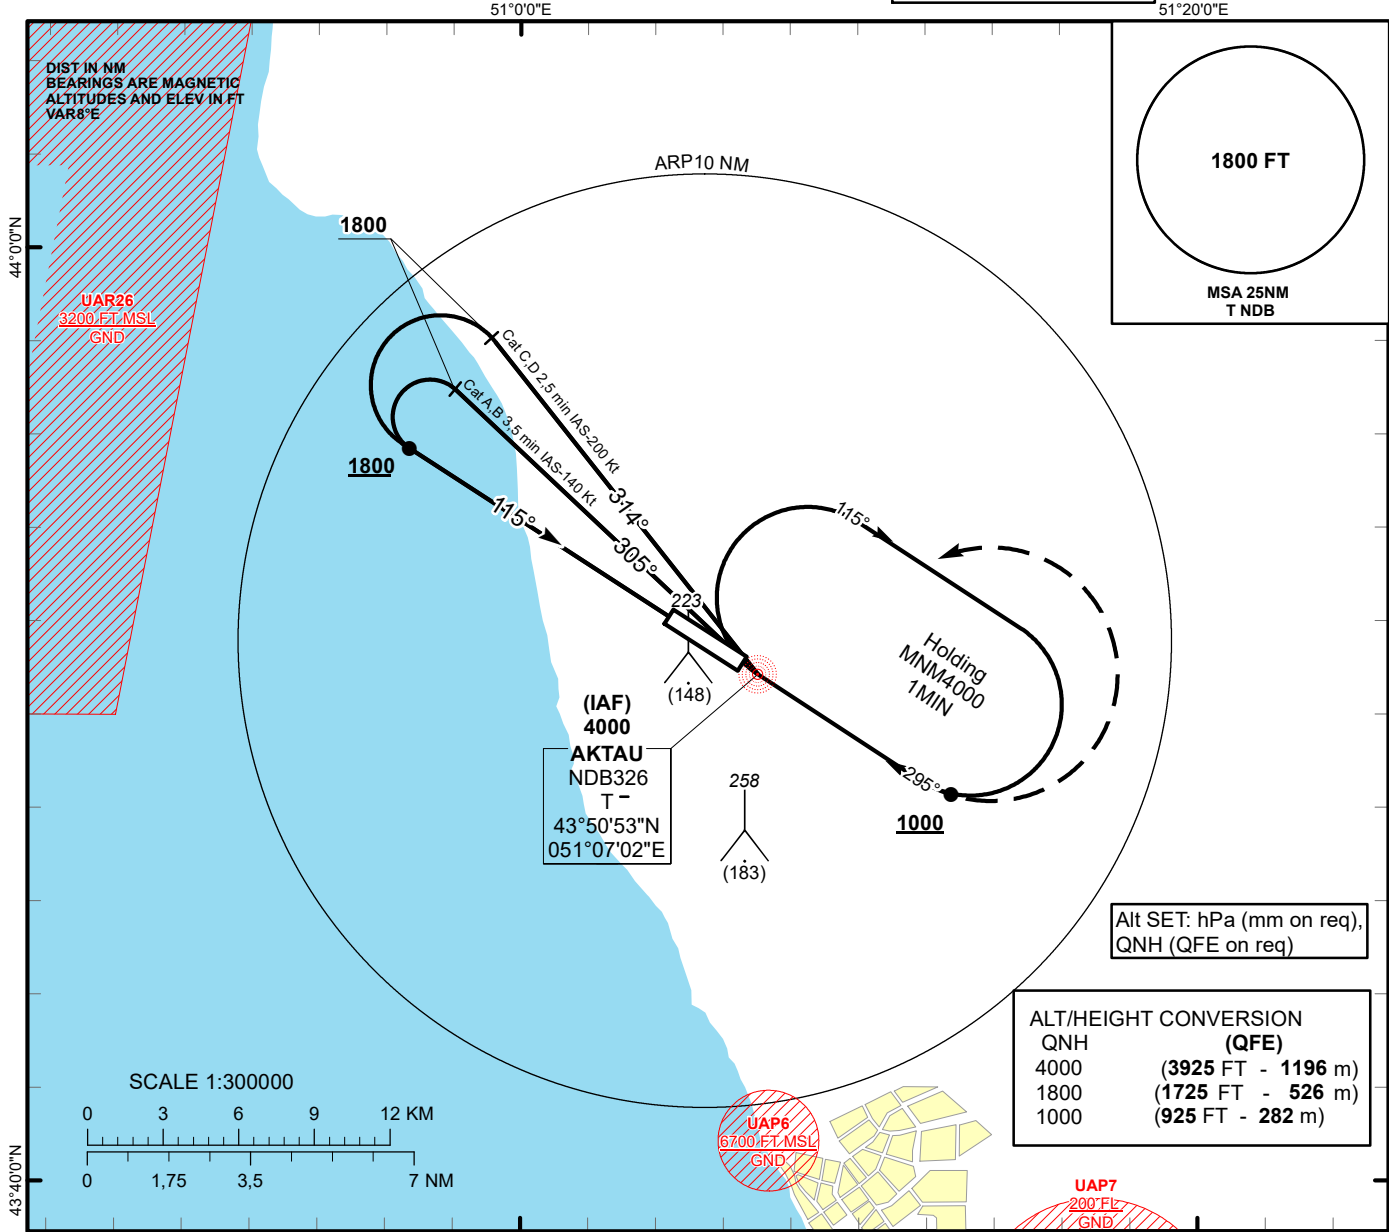 51°0'0"E
51°20'0"E
DIST IN NM
BEARINGS ARE MAGNETIC
ALTITUDES AND ELEV IN FT
VAR8°E
1800 FT
MSA 25NM
T NDB
ARP10 NM
44°0'0"N
1800
UAR26
3200 FT MSL
GND
Cat C,D 2,5 min IAS-200 Kt
Cat A,B 3,5 min IAS-140 Kt
1800
115°
314°
305°
115°
223
(148)
Holding
MNM4000
1MIN
(IAF)
4000
AKTAU
NDB326
T –
43°50'53"N
051°07'02"E
258
(183)
295°
1000
Alt SET: hPa (mm on req),
QNH (QFE on req)
ALT/HEIGHT CONVERSION
QNH (QFE)
4000 (3925 FT - 1196 m)
1800 (1725 FT - 526 m)
1000 (925 FT - 282 m)
SCALE 1:300000
0 3 6 9 12 KM
0 1,75 3,5 7 NM
UAP6
6700 FT MSL
GND
43°40'0"N
UAP7
200 FL
GND